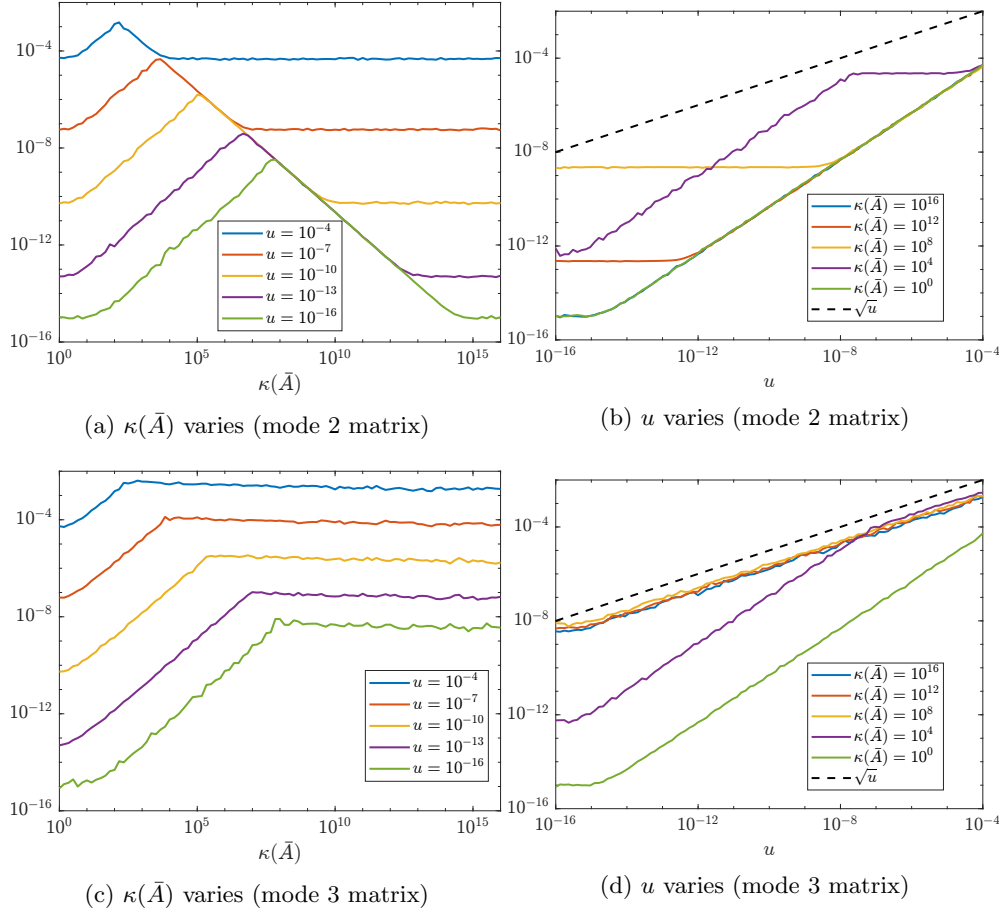 10^{-4}
10^{-8}
10^{-12}
10^{-16}
10^{0}
10^{5}
10^{10}
10^{15}
κ(Ā)
u = 10^{-4}
u = 10^{-7}
u = 10^{-10}
u = 10^{-13}
u = 10^{-16}
(a) κ(Ā) varies (mode 2 matrix)
10^{-4}
10^{-8}
10^{-12}
10^{-16}
10^{-16}
10^{-12}
10^{-8}
10^{-4}
u
κ(Ā) = 10^{16}
κ(Ā) = 10^{12}
κ(Ā) = 10^{8}
κ(Ā) = 10^{4}
κ(Ā) = 10^{0}
√u
(b) u varies (mode 2 matrix)
10^{-4}
10^{-8}
10^{-12}
10^{-16}
10^{0}
10^{5}
10^{10}
10^{15}
κ(Ā)
u = 10^{-4}
u = 10^{-7}
u = 10^{-10}
u = 10^{-13}
u = 10^{-16}
(c) κ(Ā) varies (mode 3 matrix)
10^{-4}
10^{-8}
10^{-12}
10^{-16}
10^{-16}
10^{-12}
10^{-8}
10^{-4}
u
κ(Ā) = 10^{16}
κ(Ā) = 10^{12}
κ(Ā) = 10^{8}
κ(Ā) = 10^{4}
κ(Ā) = 10^{0}
√u
(d) u varies (mode 3 matrix)